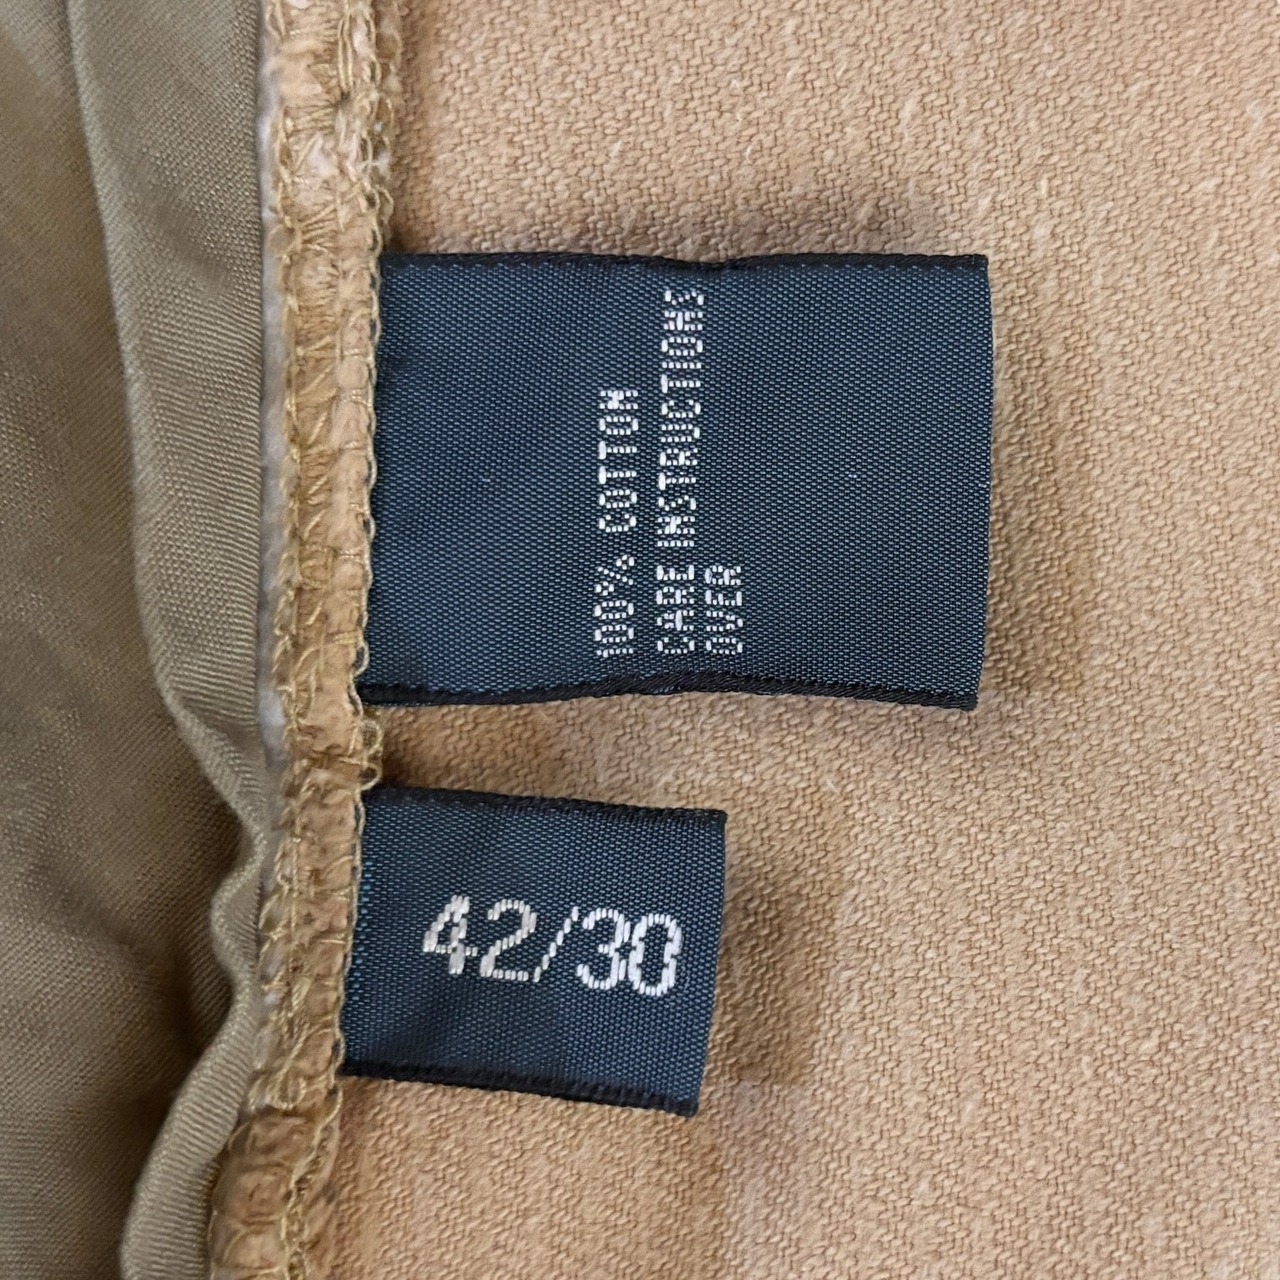 100% COTTON
CARE INSTRUCTIONS
OVER
42/30